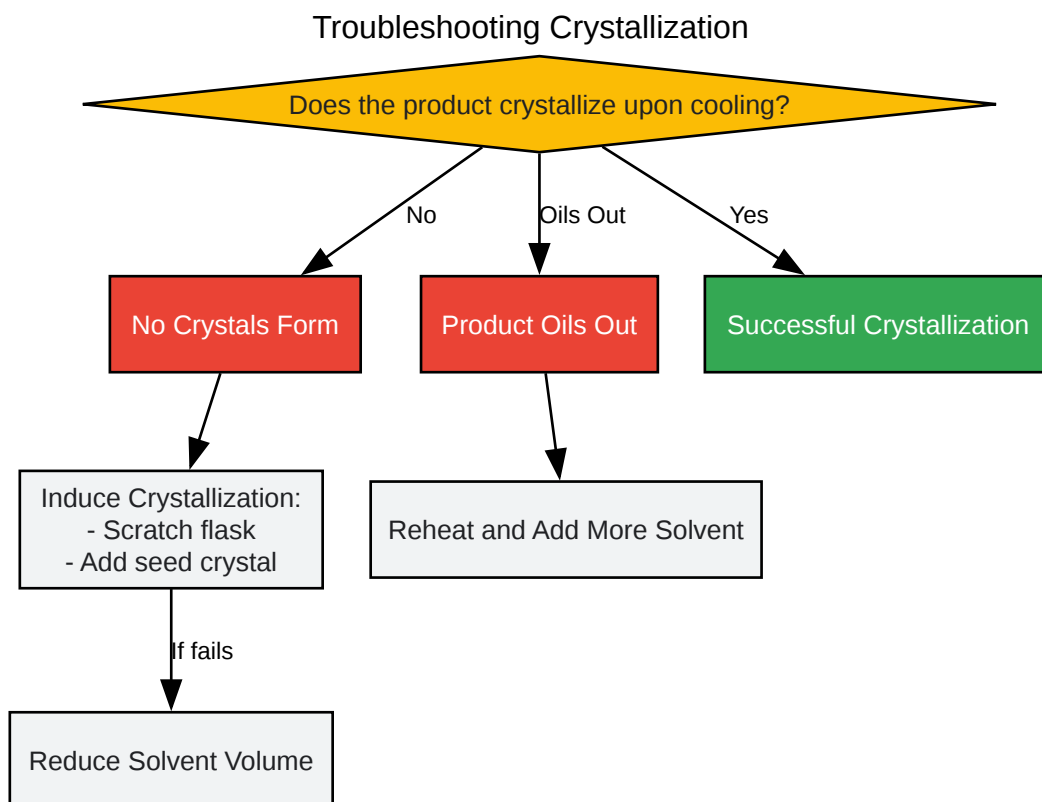 Troubleshooting Crystallization
Does the product crystallize upon cooling?
No
Oils Out
Yes
No Crystals Form
Product Oils Out
Successful Crystallization
Induce Crystallization:
- Scratch flask
- Add seed crystal
Reheat and Add More Solvent
If fails
Reduce Solvent Volume